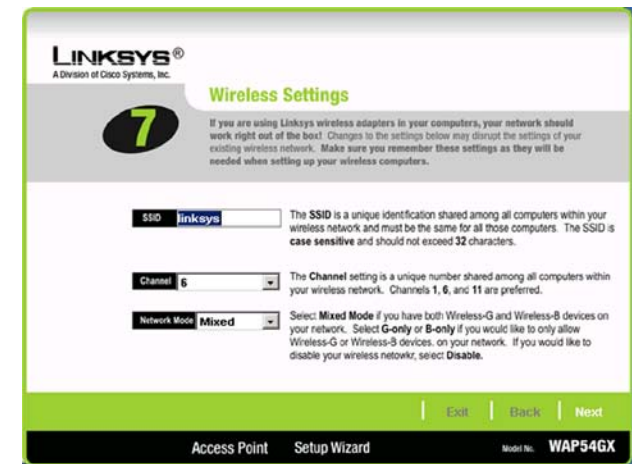 LINKSYS®
A Division of Cisco Systems, Inc.
Wireless Settings
7
If you are using Linksys wireless adapters in your computers, your network should
work right out of the box! Changes to the settings below may disrupt the settings of your
existing wireless network. Make sure you remember these settings as they will be
needed when setting up your wireless computers.
SSID linksys
The SSID is a unique identification shared among all computers within your
wireless network and must be the same for all those computers. The SSID is
case sensitive and should not exceed 32 characters.
Channel 6
The Channel setting is a unique number shared among all computers within
your wireless network. Channels 1, 6, and 11 are preferred.
Network Mode Mixed
Select Mixed Mode if you have both Wireless-G and Wireless-B devices on
your network. Select G-only or B-only if you would like to only allow
Wireless-G or Wireless-B devices. on your network. If you would like to
disable your wireless netowkr, select Disable.
Exit Back Next
Access Point Setup Wizard Model No. WAP54GX